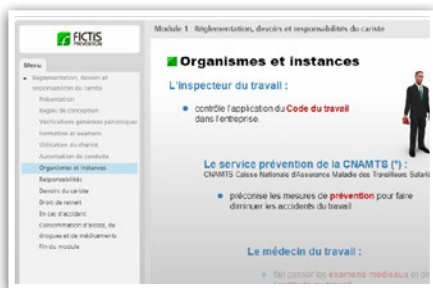 FICTIS
PRÉVENTION
Menu
Réglementation, devoirs et
responsabilités du cariste
Présentation
Règles de conception
Vérifications générales périodiques
Formation et examens
Utilisation du chariot
Autorisation de conduite
Organismes et instances
Responsabilités
Devoirs du cariste
Droit de retrait
En cas d'accident
Consommation d'alcool, de
drogues et de médicaments
Fin du module
Module 1 : Réglementation, devoirs et responsabilités du cariste
Organismes et instances
L'Inspecteur du travail :
contrôle l'application du Code du travail
dans l'entreprise.
Le service prévention de la CNAMTS (*) :
CNAMTS Caisse Nationale d'Assurance Maladie des Travailleurs Salarié
préconise les mesures de prévention pour faire
diminuer les accidents du travail.
Le médecin du travail :
fait passer les examens médicaux et